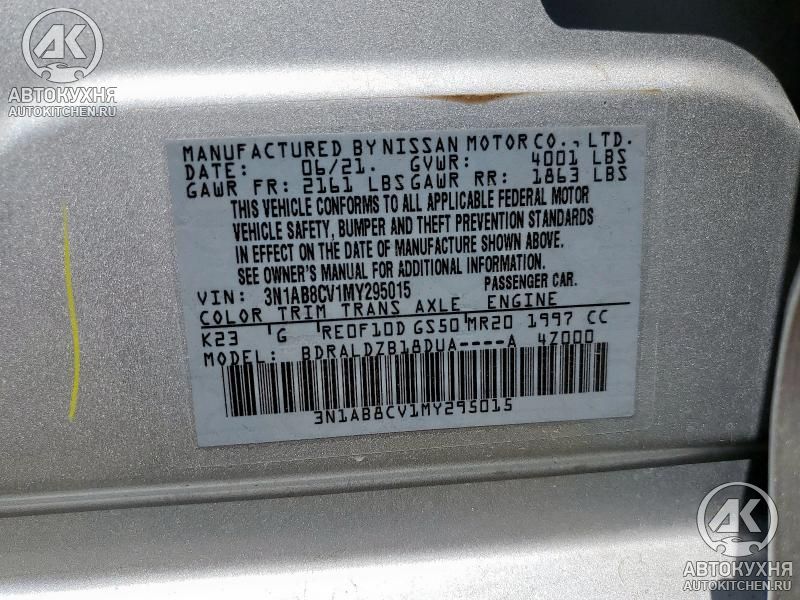 AK
АВТОКУХНЯ
AUTOKITCHEN.RU
MANUFACTURED BY NISSAN MOTOR CO., LTD.
DATE: 06/21. GVWR: 4001 LBS
GAWR FR: 2161 LBS GAWR RR: 1863 LBS
THIS VEHICLE CONFORMS TO ALL APPLICABLE FEDERAL MOTOR
VEHICLE SAFETY, BUMPER AND THEFT PREVENTION STANDARDS
IN EFFECT ON THE DATE OF MANUFACTURE SHOWN ABOVE.
SEE OWNER'S MANUAL FOR ADDITIONAL INFORMATION.
VIN: 3N1AB8CV1MY295015 PASSENGER CAR.
COLOR TRIM TRANS AXLE ENGINE
K23 G RE0F10D GS50 MR20 1997 CC
MODEL: BDRALDZB18DUA----A 4Z000
3N1AB8CV1MY295015
AK
АВТОКУХНЯ
AUTOKITCHEN.RU